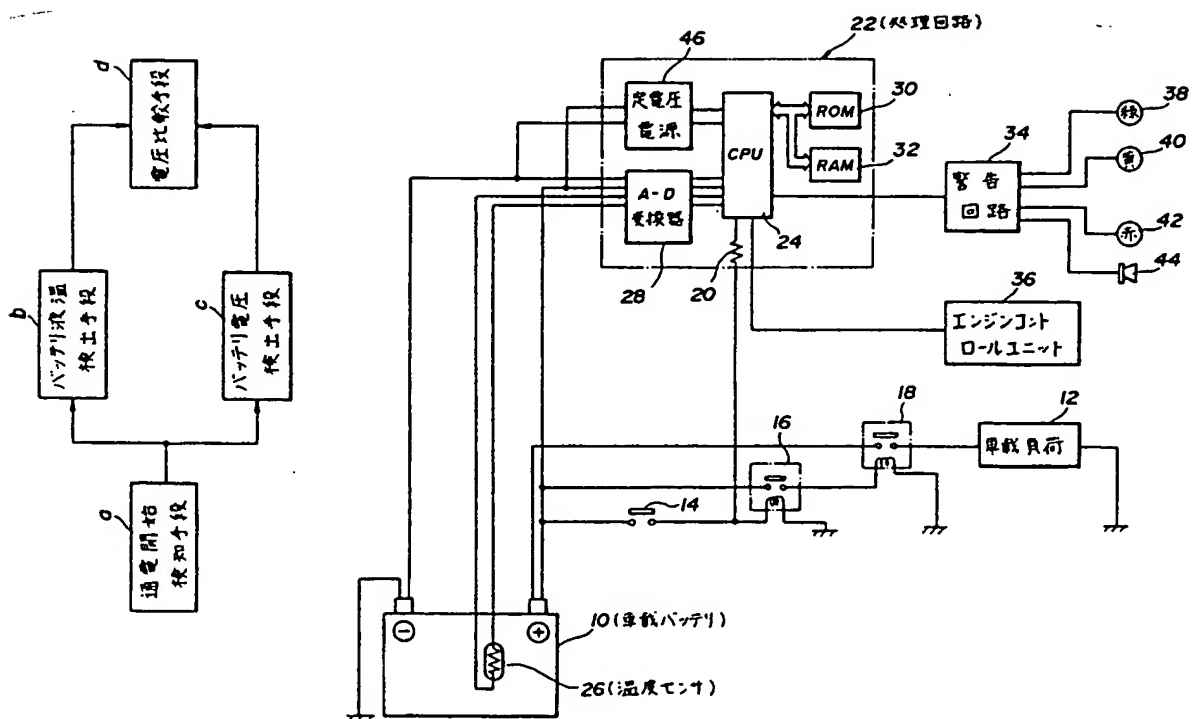 d
電圧比較手段
b
バッテリ液温
検出手段
c
バッテリ電圧
検出手段
a
通電開始
検知手段
22(処理回路)
46
定電圧
電源
CPU
ROM
30
RAM
32
A-D
変換器
28
20
24
34
警告
回路
緑
38
黄
40
赤
42
44
36
エンジンコント
ロールユニット
18
12
車載負荷
16
14
⊖
⊕
10(車載バッテリ)
26(温度センサ)